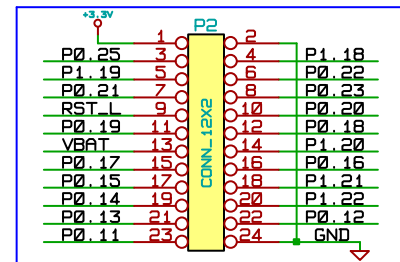 +3.3V
P2
1 2
P0.25 3 4 P1.18
P1.19 5 6 P0.22
P0.21 7 8 P0.23
RST_L 9 10 P0.20
P0.19 11 12 P0.18
VBAT 13 14 P1.20
P0.17 15 16 P0.16
P0.15 17 18 P1.21
P0.14 19 20 P1.22
P0.13 21 22 P0.12
P0.11 23 24 GND
CONN_12X2